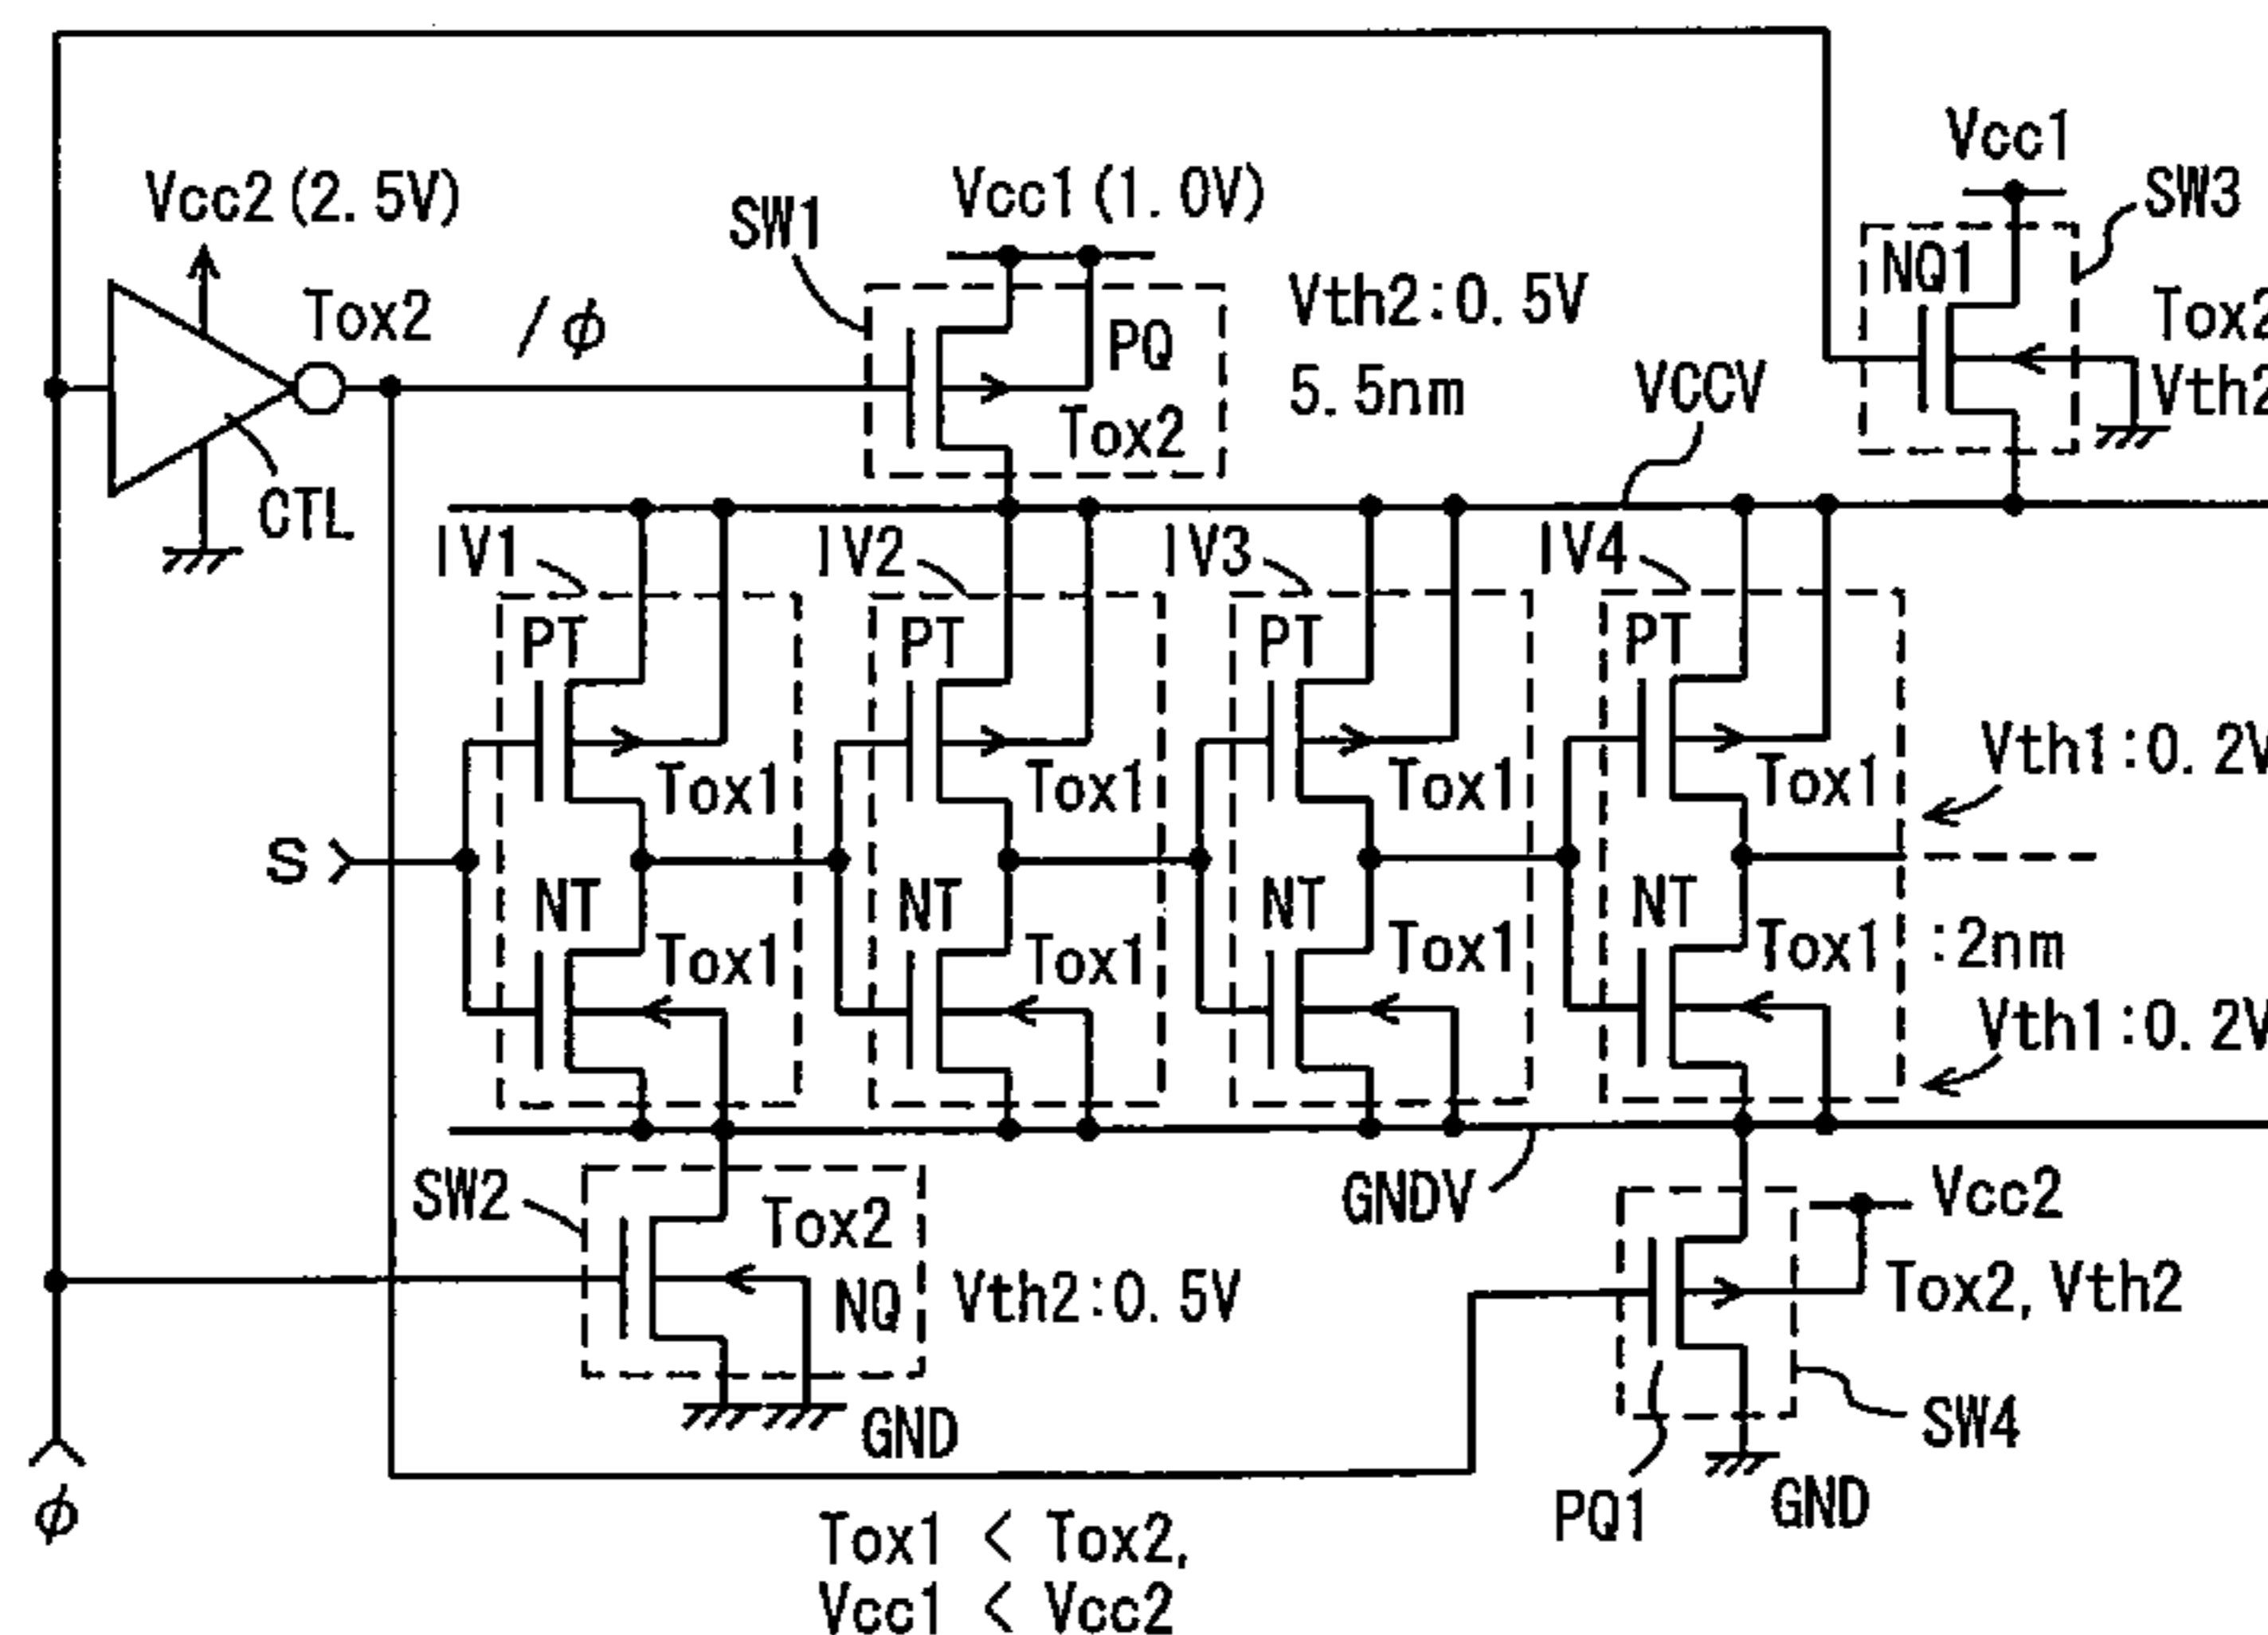 Vcc1
Vcc2(2.5V)
SW1
Vcc1(1.0V)
SW3
NQ1
Tox2
/φ
PQ
Vth2:0.5V
Tox2
5.5nm
VCCV
Vth2
Tox2
CTL
IV1
IV2
IV3
IV4
PT
PT
PT
PT
Tox1
Tox1
Tox1
Tox1
Vth1:0.2V
S
NT
NT
NT
NT
Tox1
Tox1
Tox1
Tox1 :2nm
Vth1:0.2V
SW2
Tox2
GNDV
Vcc2
NQ
Vth2:0.5V
Tox2,Vth2
GND
SW4
φ
PQ1
GND
Tox1 < Tox2,
Vcc1 < Vcc2